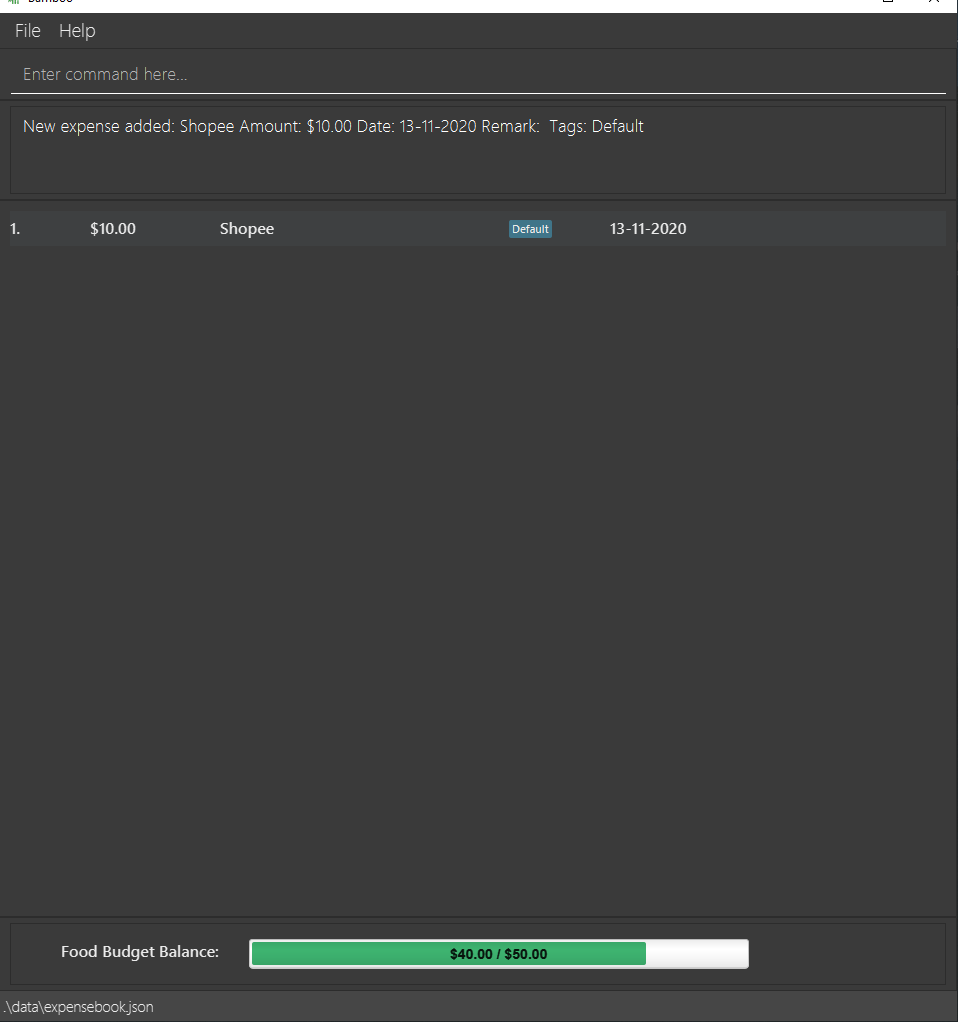 File Help
Enter command here...
New expense added: Shopee Amount: $10.00 Date: 13-11-2020 Remark:  Tags: Default
1. $10.00 Shopee Default 13-11-2020
Food Budget Balance: $40.00 / $50.00
.\data\expensebook.json